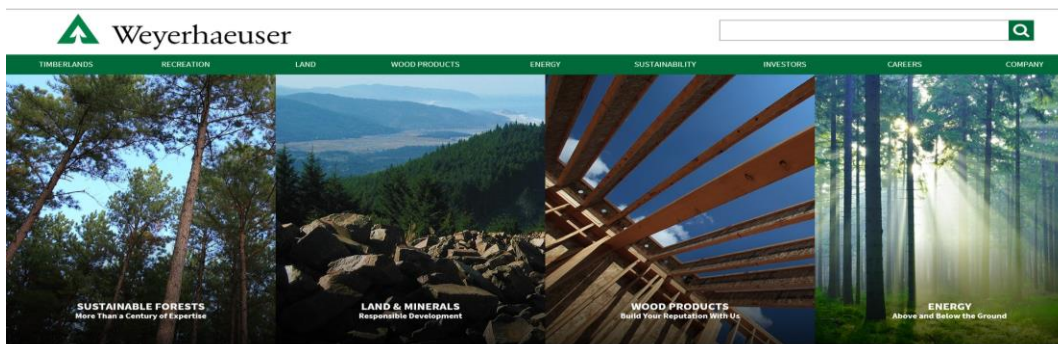 Weyerhaeuser
TIMBERLANDS RECREATION LAND WOOD PRODUCTS ENERGY SUSTAINABILITY INVESTORS CAREERS COMPANY
SUSTAINABLE FORESTS
More Than a Century of Expertise
LAND & MINERALS
Responsible Development
WOOD PRODUCTS
Build Your Reputation With Us
ENERGY
Above and Below the Ground